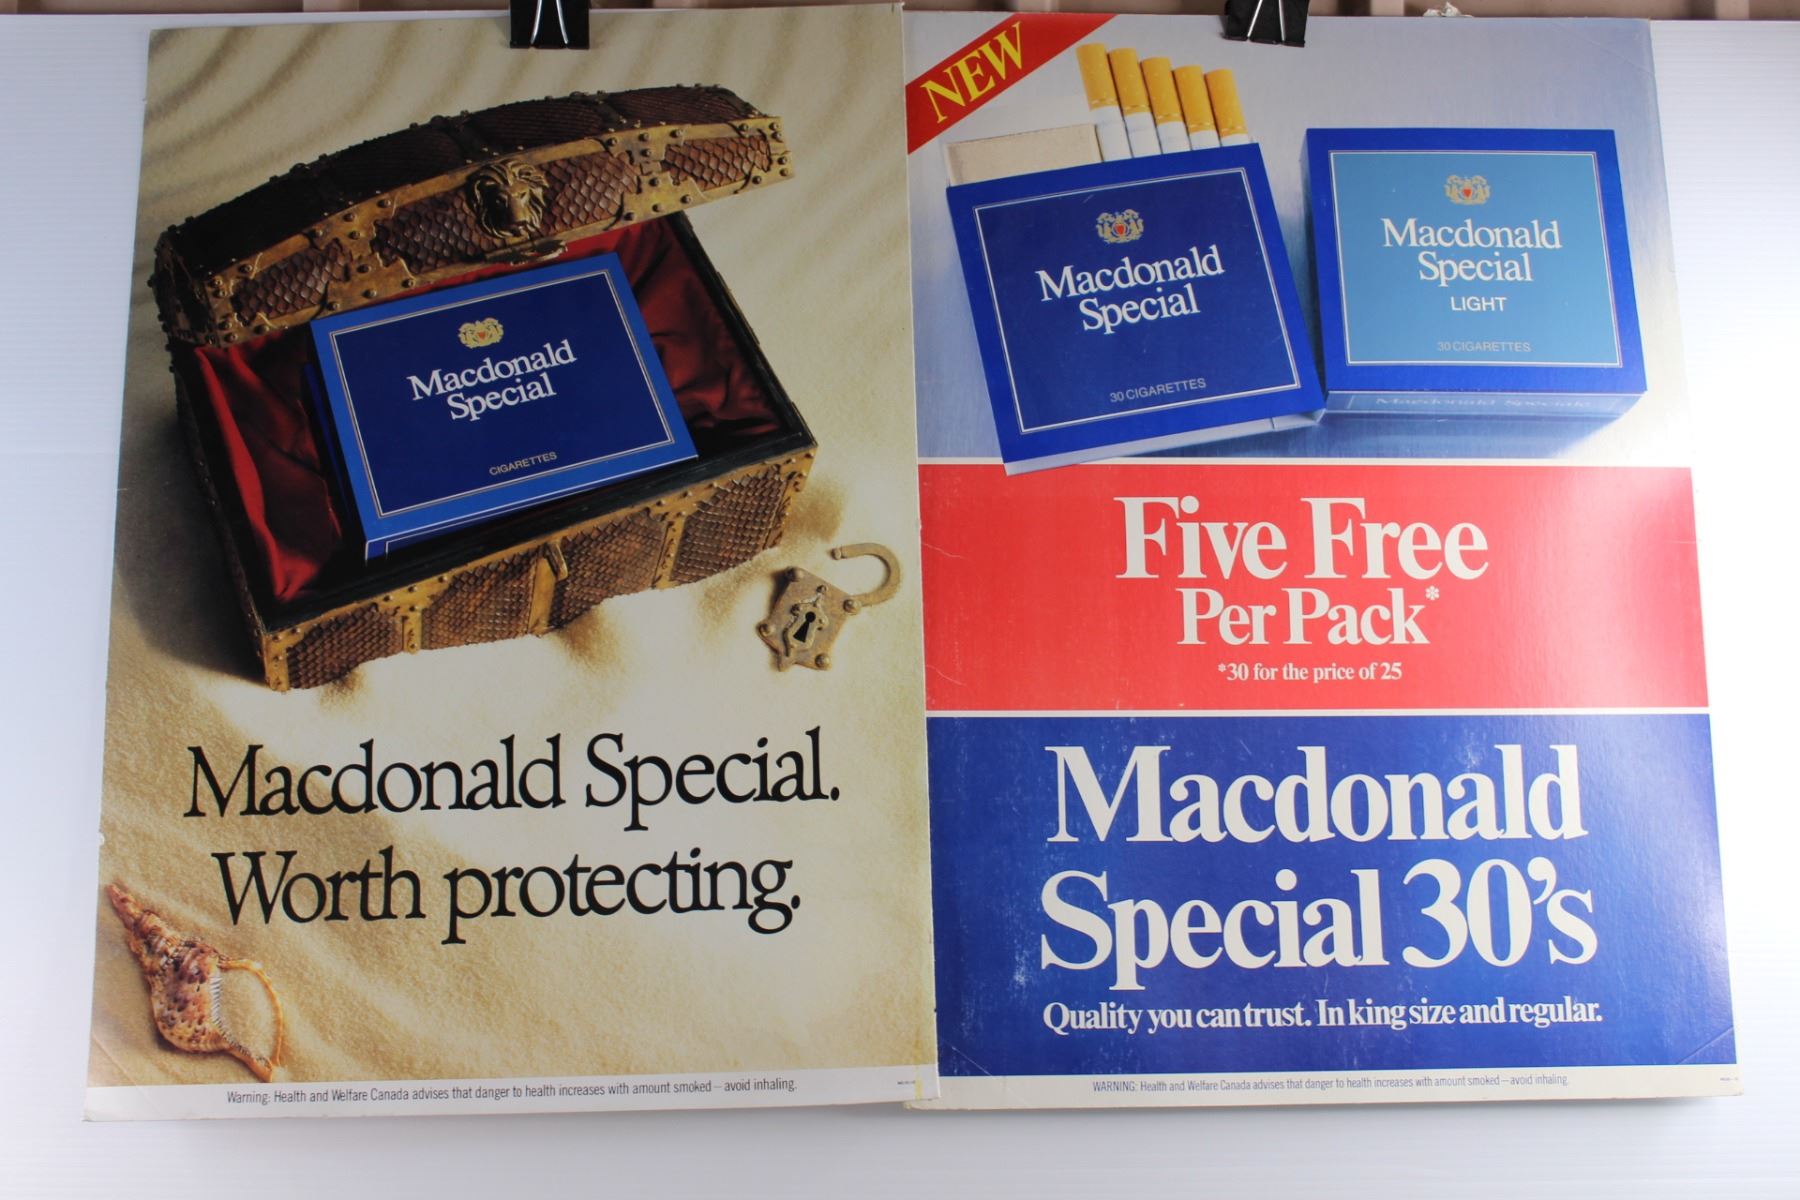 Macdonald
Special
CIGARETTES
Macdonald Special.
Worth protecting.
Warning: Health and Welfare Canada advises that danger to health increases with amount smoked – avoid inhaling.
NEW
Macdonald
Special
30 CIGARETTES
Macdonald
Special
LIGHT
30 CIGARETTES
Macdonald Special
Five Free
Per Pack*
*30 for the price of 25
Macdonald
Special 30's
Quality you can trust. In king size and regular.
WARNING: Health and Welfare Canada advises that danger to health increases with amount smoked—avoid inhaling.